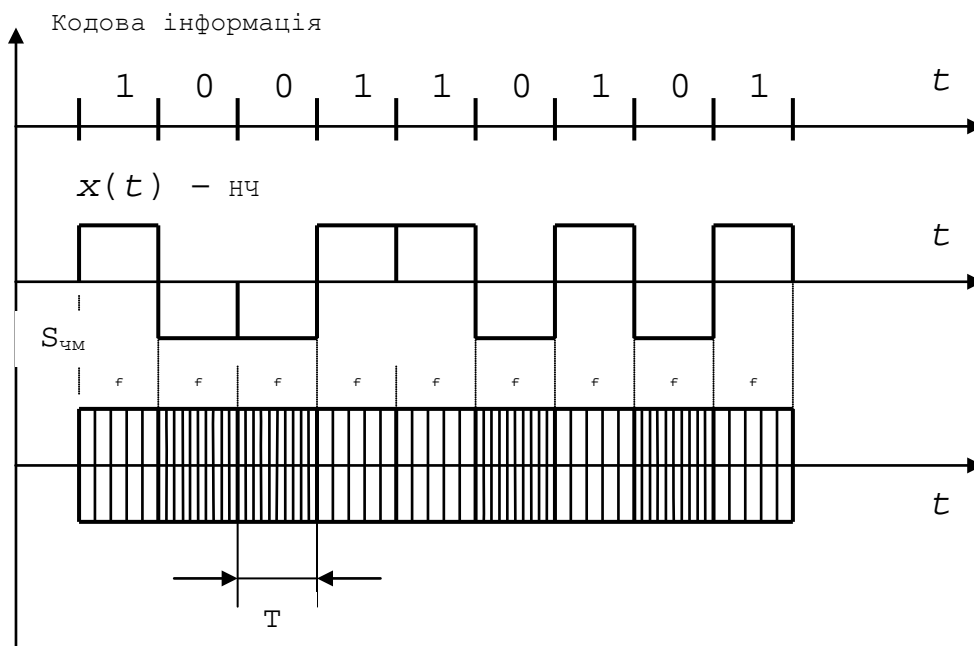 Кодова інформація
1 0 0 1 1 0 1 0 1 t
x(t) – НЧ
t
Sчм
f f f f f f f f f
t
T